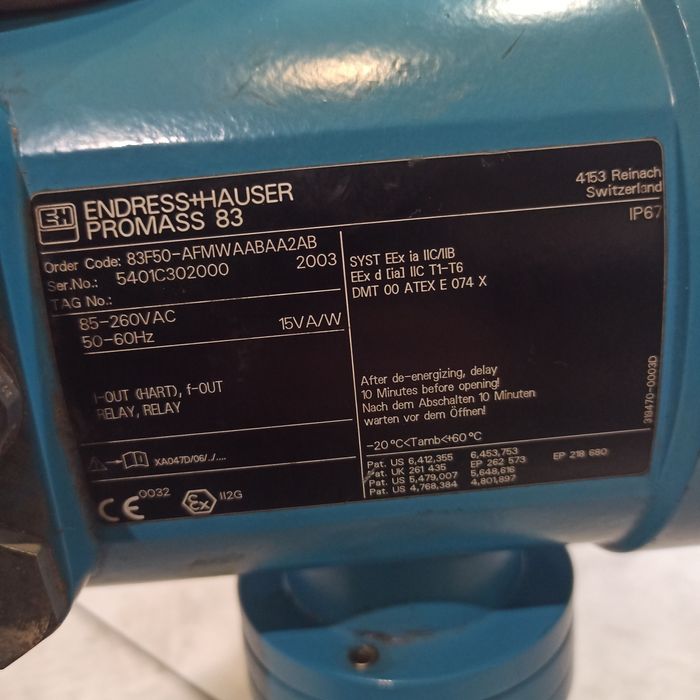 E+H
ENDRESS+HAUSER
PROMASS 83
4153 Reinach
Switzerland
IP67
Order Code: 83F50-AFMWAABAA2AB
Ser.No.: 5401C302000 2003
TAG No.:
85-260VAC 15VA/W
50-60Hz
I-OUT (HART), f-OUT
RELAY, RELAY
XA047D/06/../....
CE 0032 Ex II2G
SYST EEx ia IIC/IIB
EEx d [ia] IIC T1-T6
DMT 00 ATEX E 074 X
After de-energizing, delay
10 Minutes before opening!
Nach dem Abschalten 10 Minuten
warten vor dem Öffnen!
-20°C<Tamb<+60°C
Pat. US 6,412,355 6,453,753
Pat. UK 261 435 EP 262 573 EP 218 680
Pat. US 5,479,007 5,648,616
Pat. US 4,768,384 4,801,897
319470-0003D